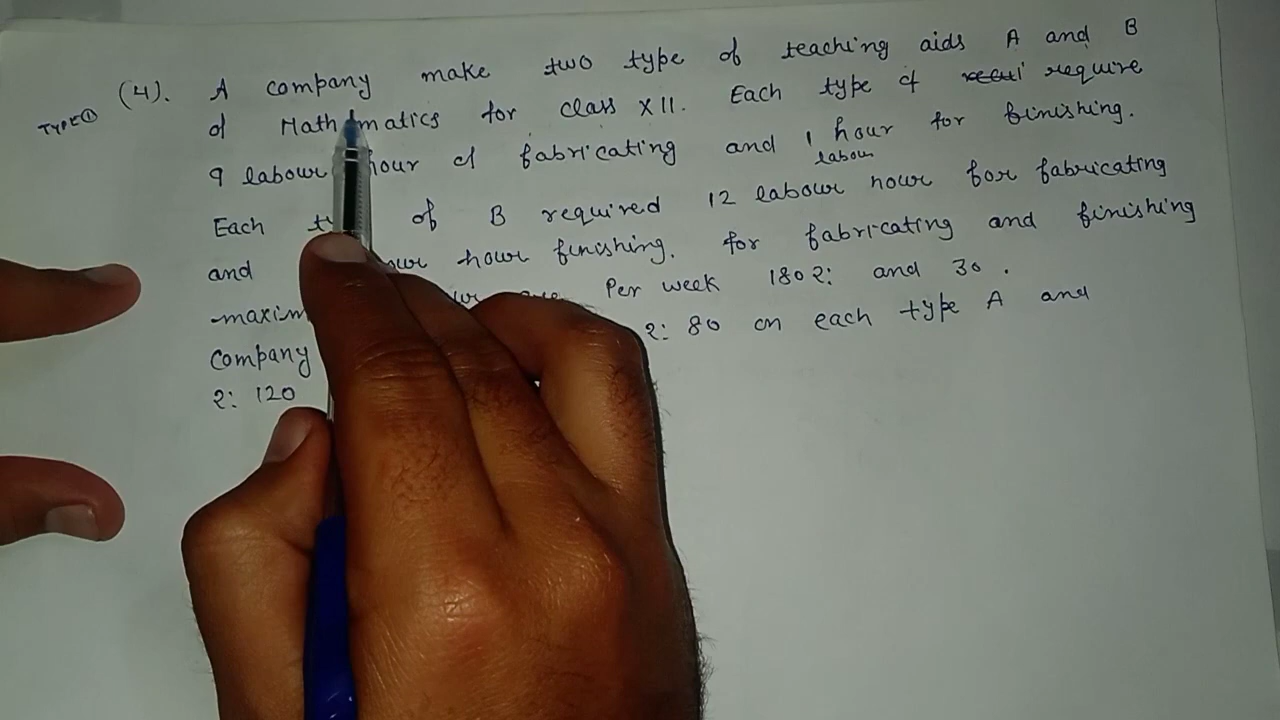 TYPE① (4). A company make two type of teaching aids A and B
of Mathmatics for class XII. Each type of require
9 labour hour of fabricating and 1 labour hour for finishing.
Each of B required 12 labour hour for fabricating
and hour finishing. for fabricating and finishing
Per week 180 and 30.
company 80 on each type A and
120